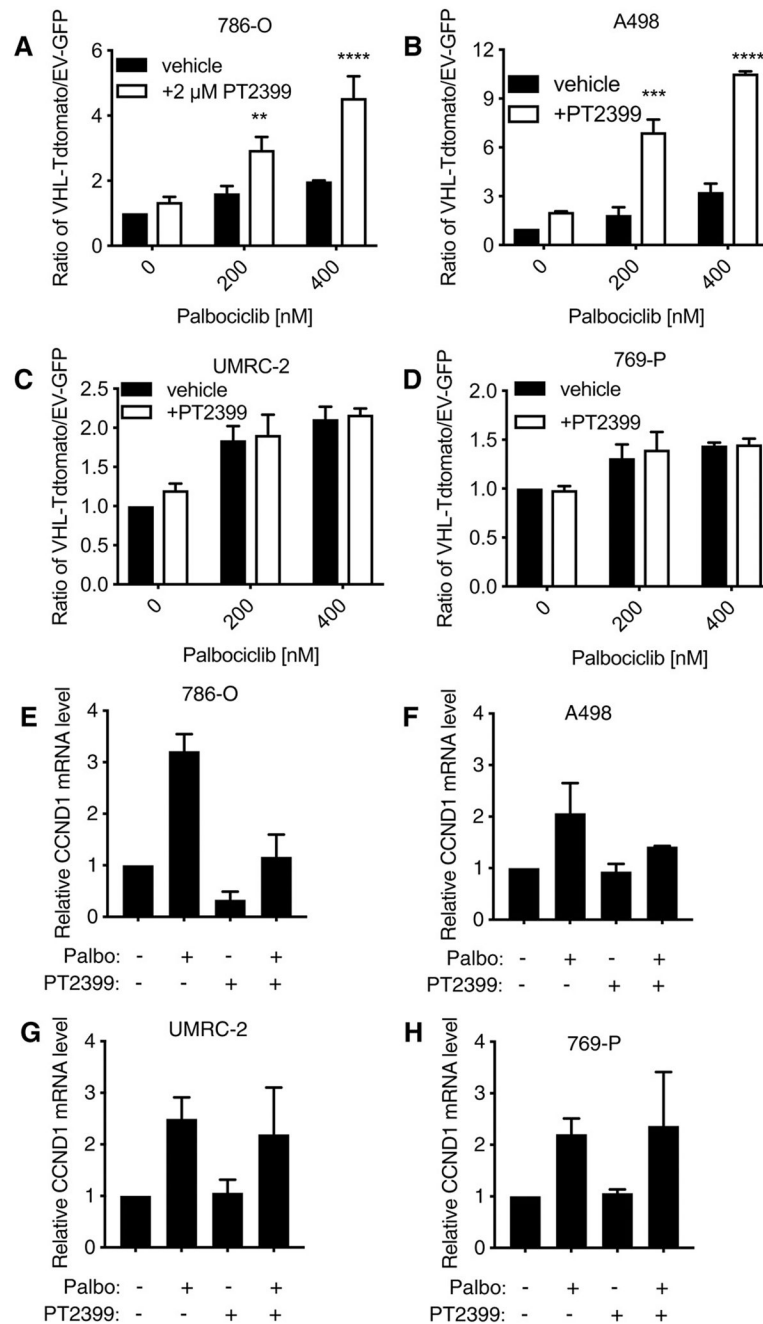 A
786-O
Ratio of VHL-Tdtomato/EV-GFP
6
4
2
0
vehicle
+2 µM PT2399
**
****
0
200
400
Palbociclib [nM]
B
A498
Ratio of VHL-Tdtomato/EV-GFP
12
9
6
3
0
vehicle
+PT2399
***
****
0
200
400
Palbociclib [nM]
C
UMRC-2
Ratio of VHL-Tdtomato/EV-GFP
2.5
2.0
1.5
1.0
0.5
0.0
vehicle
+PT2399
0
200
400
Palbociclib [nM]
D
769-P
Ratio of VHL-Tdtomato/EV-GFP
2.0
1.5
1.0
0.5
0.0
vehicle
+PT2399
0
200
400
Palbociclib [nM]
E
786-O
Relative CCND1 mRNA level
4
3
2
1
0
Palbo: - + - +
PT2399: - - + +
F
A498
Relative CCND1 mRNA level
4
3
2
1
0
Palbo: - + - +
PT2399: - - + +
G
UMRC-2
Relative CCND1 mRNA level
4
3
2
1
0
Palbo: - + - +
PT2399: - - + +
H
769-P
Relative CCND1 mRNA level
4
3
2
1
0
Palbo: - + - +
PT2399: - - + +